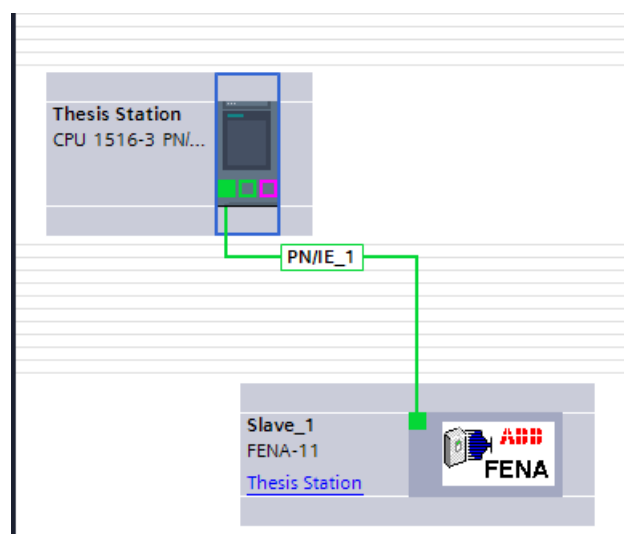 Thesis Station
CPU 1516-3 PN/...
PN/IE_1
Slave_1
FENA-11
Thesis Station
ABB
FENA